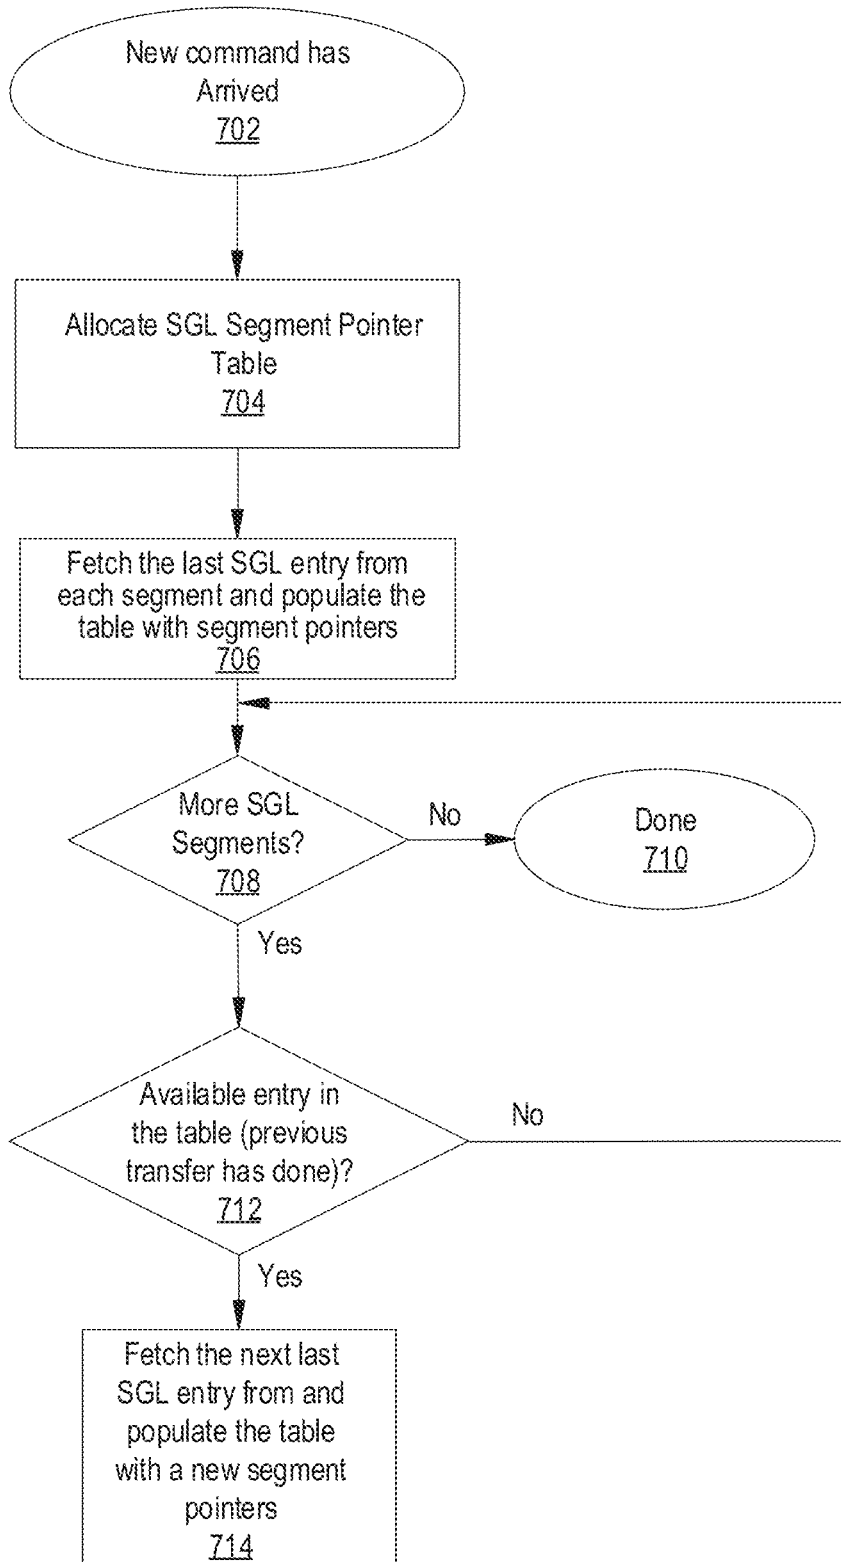 New command has
Arrived
702
Allocate SGL Segment Pointer
Table
704
Fetch the last SGL entry from
each segment and populate the
table with segment pointers
706
More SGL
Segments?
708
No
Done
710
Yes
Available entry in
the table (previous
transfer has done)?
712
No
Yes
Fetch the next last
SGL entry from and
populate the table
with a new segment
pointers
714